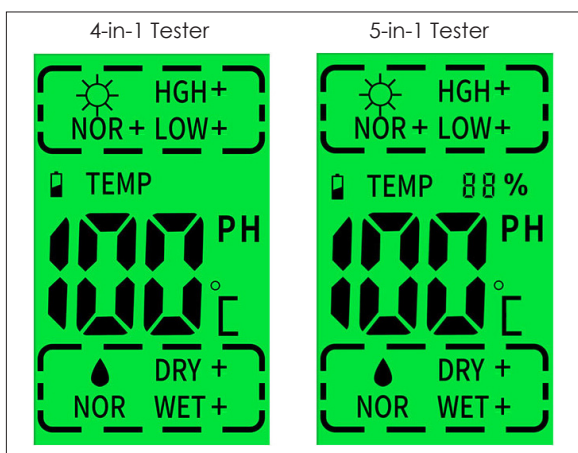 4-in-1 Tester
HGH+
NOR+ LOW+
TEMP
100 PH
°C
DRY +
NOR WET+
5-in-1 Tester
HGH+
NOR+ LOW+
TEMP 88%
100 PH
°C
DRY +
NOR WET+